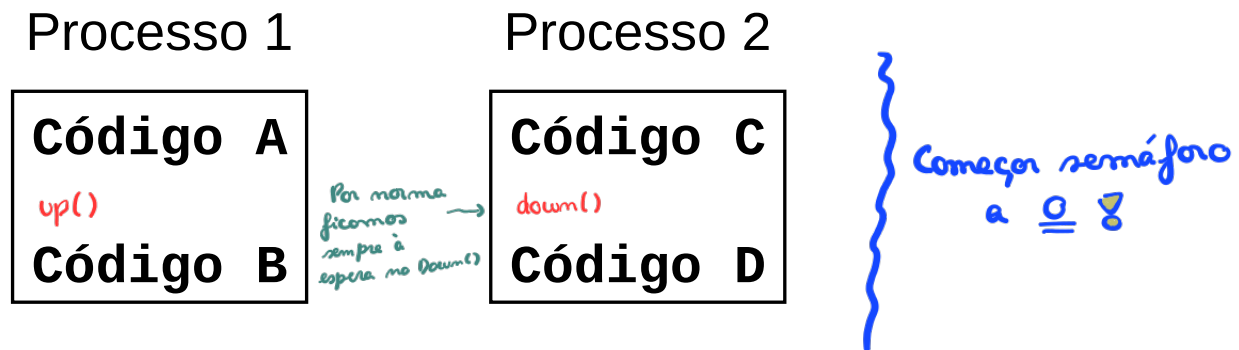 Processo 1
Código A
up()
Código B
Por norma
ficamos
sempre à
espera no Down()
Processo 2
Código C
down()
Código D
Começar semáforo
a 0 !